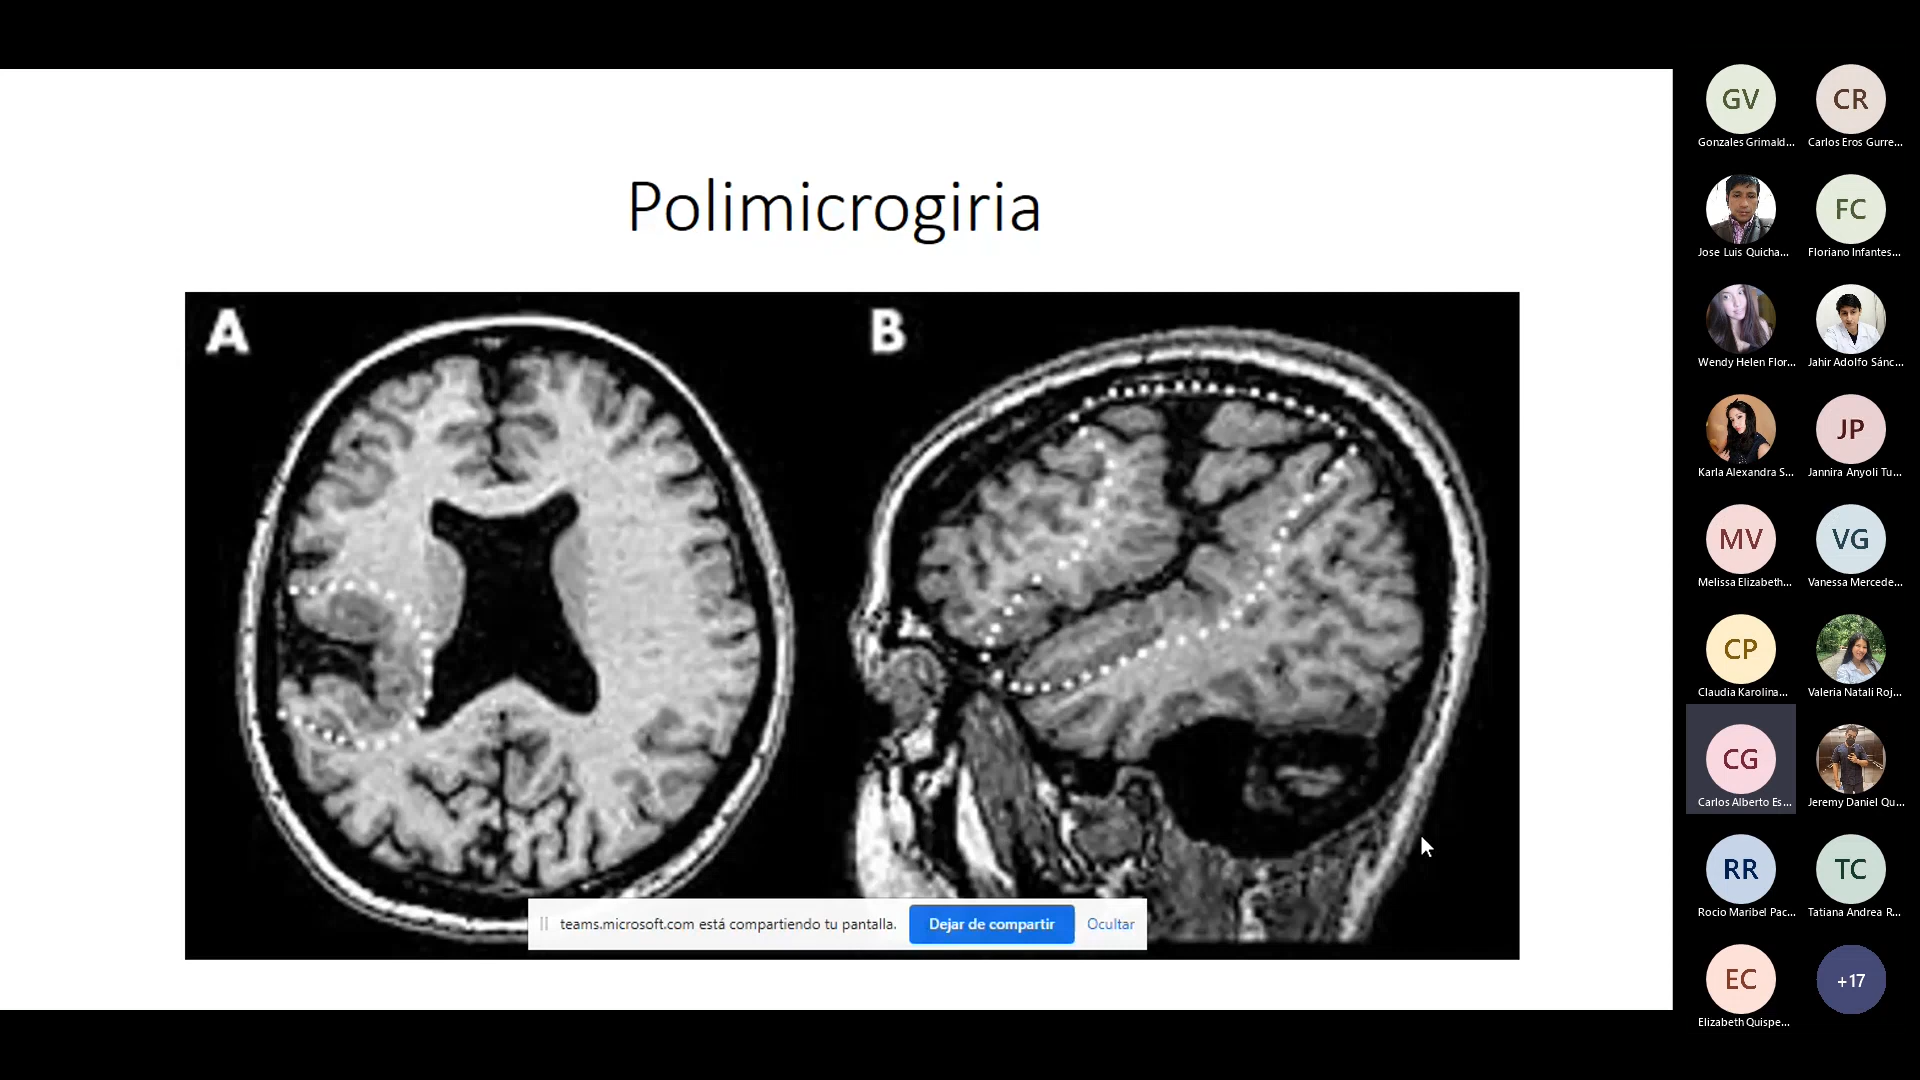 Polimicrogiria
A
B
teams.microsoft.com está compartiendo tu pantalla.
Dejar de compartir
Ocultar
GV
Gonzales Grimald...
CR
Carlos Eros Gurre...
Jose Luis Quicha...
FC
Floriano Infantes...
Wendy Helen Flor...
Jahir Adolfo Sánc...
Karla Alexandra S...
JP
Jannira Anyoli Tu...
MV
Melissa Elizabeth...
VG
Vanessa Mercede...
CP
Claudia Karolina...
Valeria Natali Roj...
CG
Carlos Alberto Es...
Jeremy Daniel Qu...
RR
Rocio Maribel Pac...
TC
Tatiana Andrea R...
EC
Elizabeth Quispe...
+17